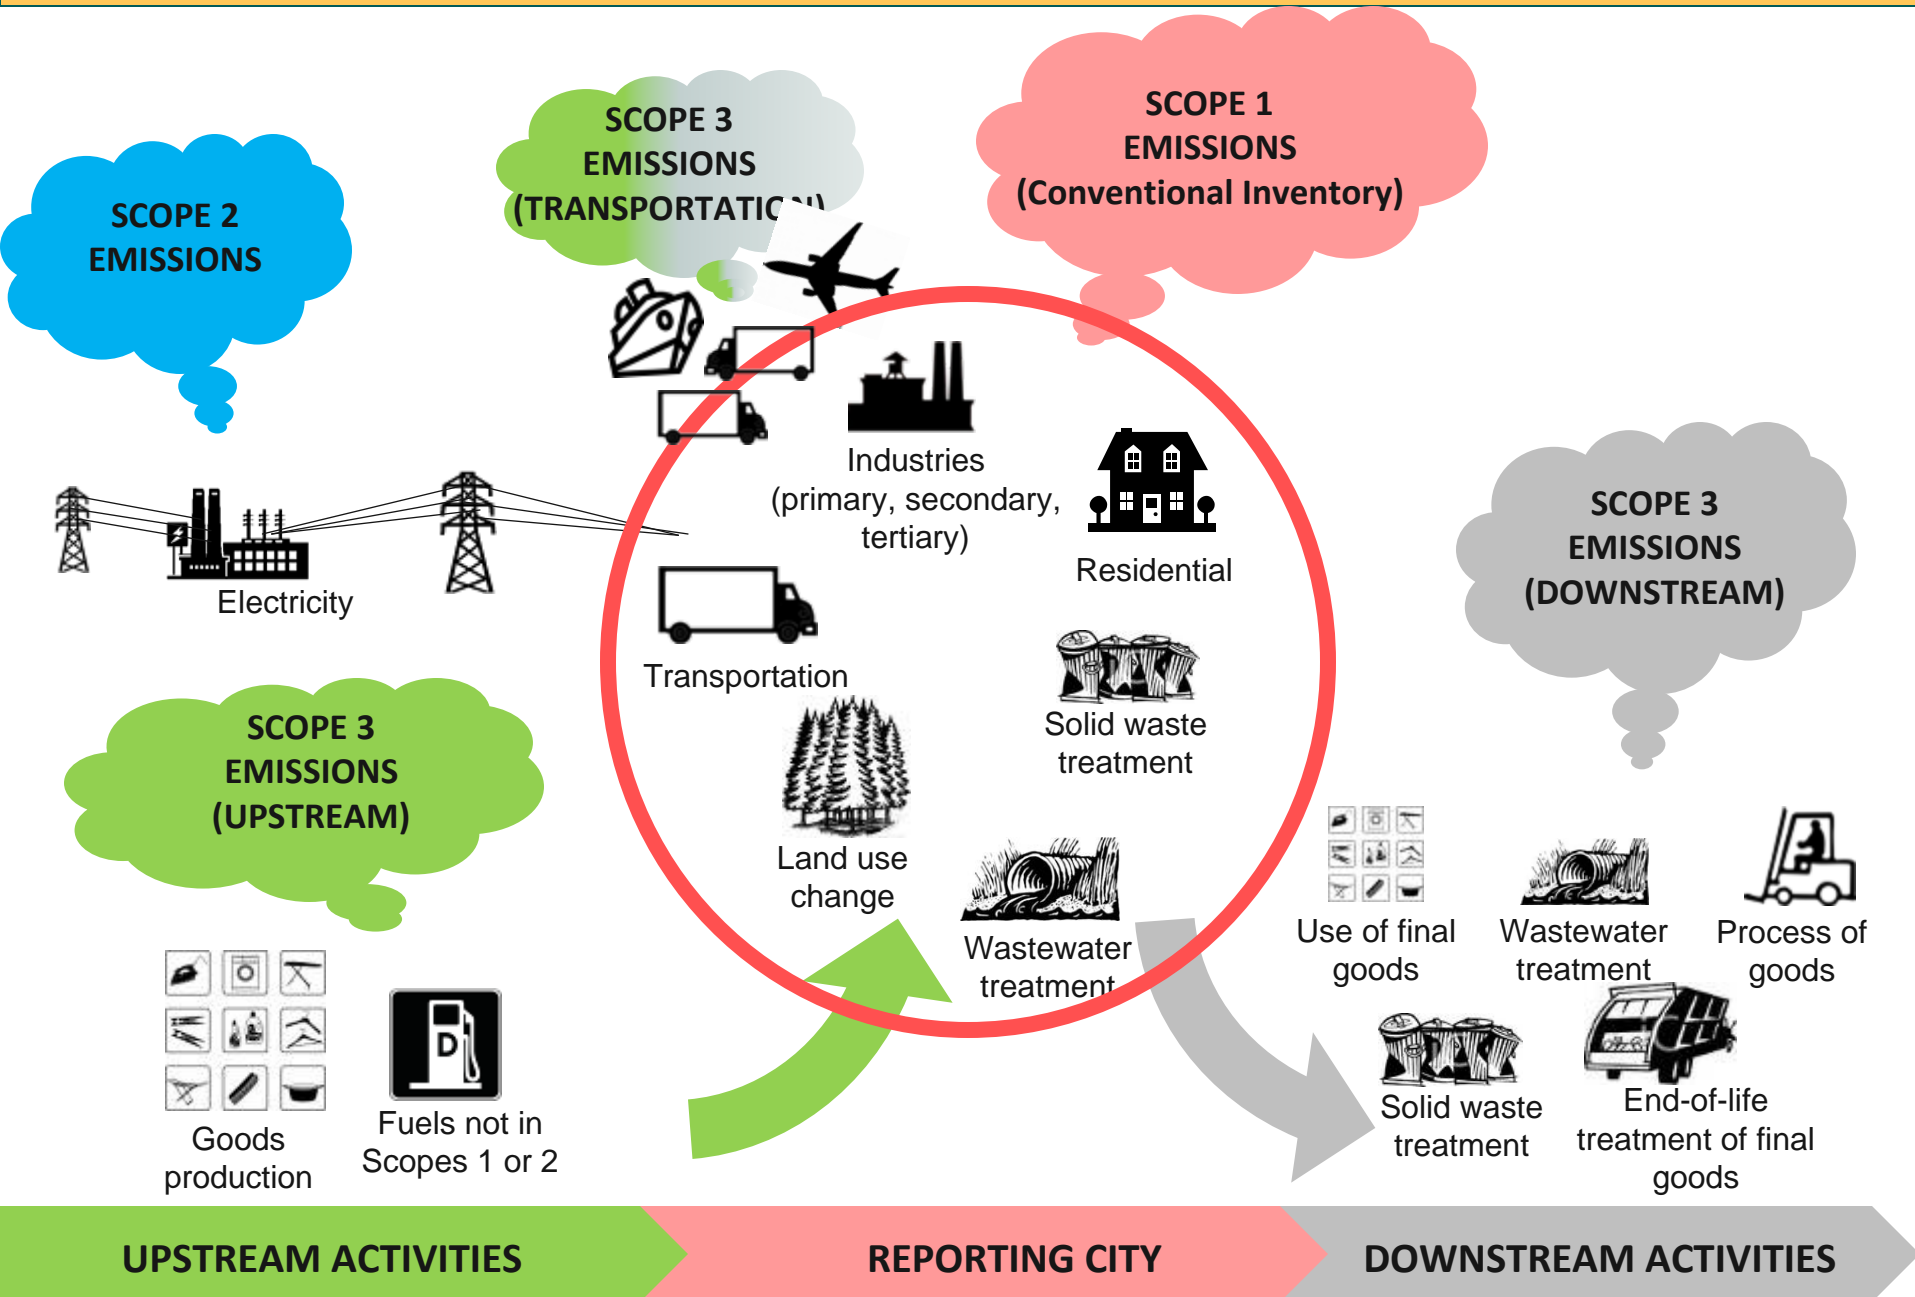 SCOPE 1
EMISSIONS
(Conventional Inventory)
SCOPE 3
EMISSIONS
(TRANSPORTATION)
SCOPE 2
EMISSIONS
Industries
(primary, secondary,
tertiary)
Residential
SCOPE 3
EMISSIONS
(DOWNSTREAM)
Electricity
Transportation
Solid waste
treatment
SCOPE 3
EMISSIONS
(UPSTREAM)
Land use
change
Wastewater
treatment
Use of final
goods
Wastewater
treatment
Process of
goods
D
Goods
production
Fuels not in
Scopes 1 or 2
Solid waste
treatment
End-of-life
treatment of final
goods
UPSTREAM ACTIVITIES
REPORTING CITY
DOWNSTREAM ACTIVITIES